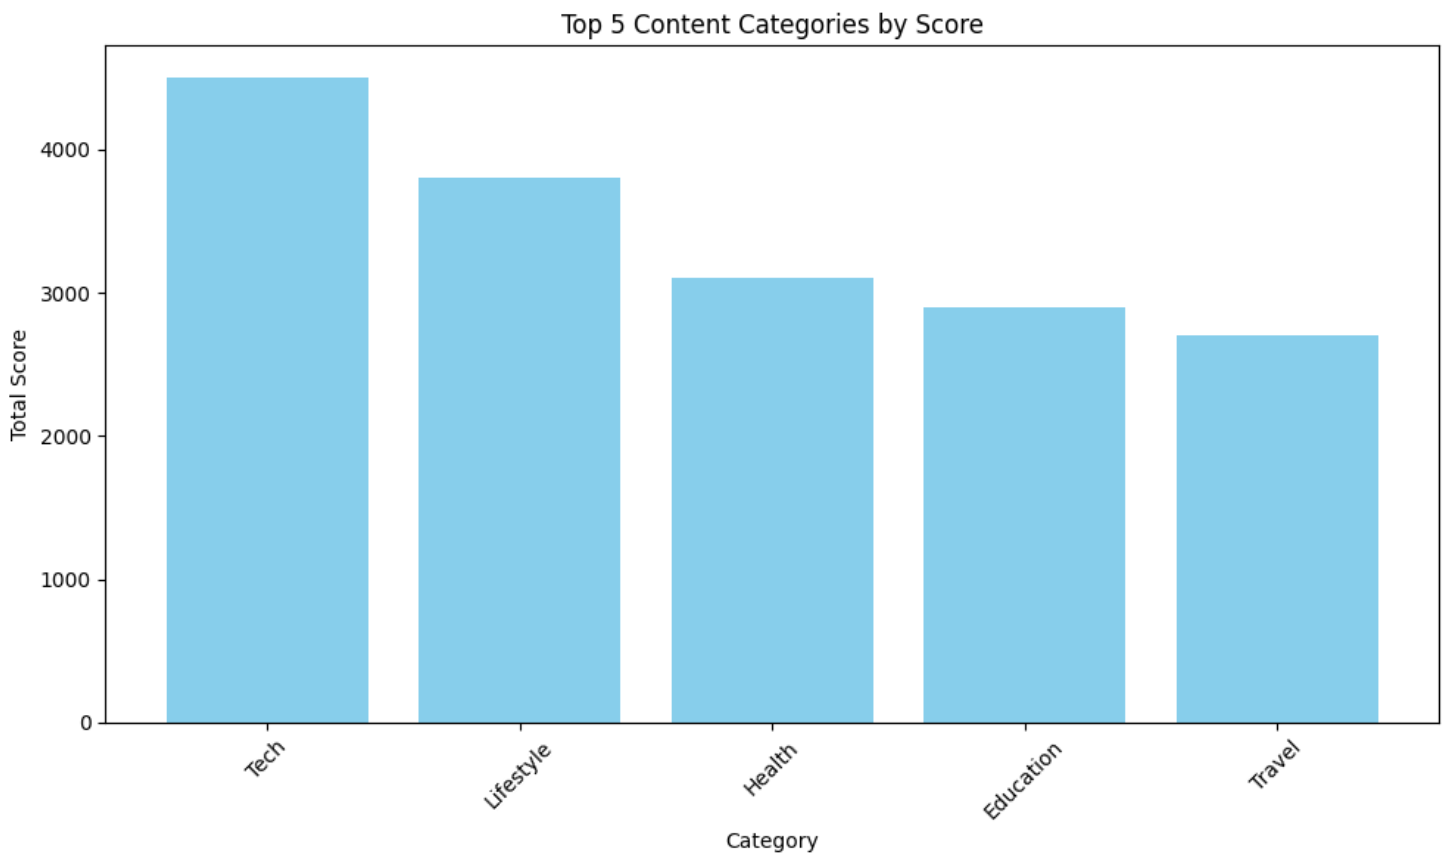 Top 5 Content Categories by Score
Total Score
4000
3000
2000
1000
0
Tech
Lifestyle
Health
Education
Travel
Category